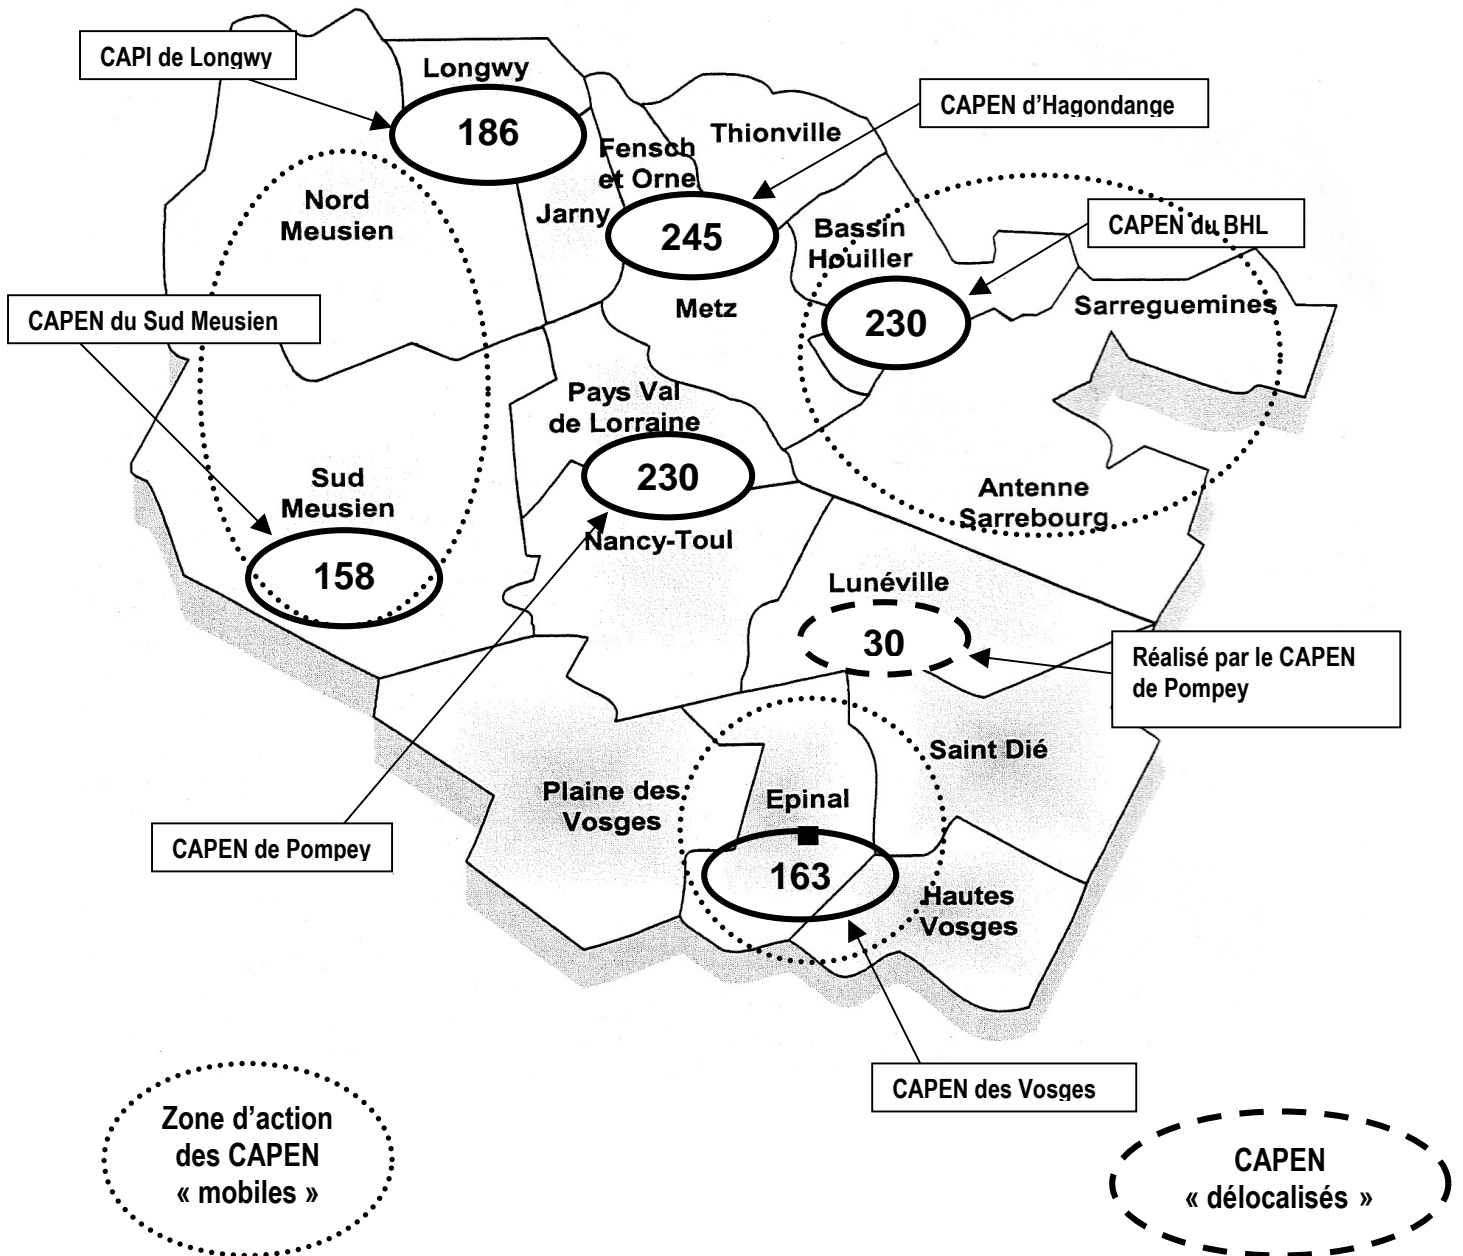 CAPI de Longwy
Longwy
186
CAPEN d’Hagondange
Thionville
Fensch
et Orne
Jarny
245
Nord
Meusien
Bassin
Houiller
CAPEN du BHL
230
Metz
Sarreguemines
CAPEN du Sud Meusien
Pays Val
de Lorraine
230
Nancy-Toul
Sud
Meusien
158
Antenne
Sarrebourg
Lunéville
30
Réalisé par le CAPEN
de Pompey
Saint Dié
Plaine des
Vosges
Epinal
163
CAPEN de Pompey
Hautes
Vosges
CAPEN des Vosges
Zone d’action
des CAPEN
« mobiles »
CAPEN
« délocalisés »